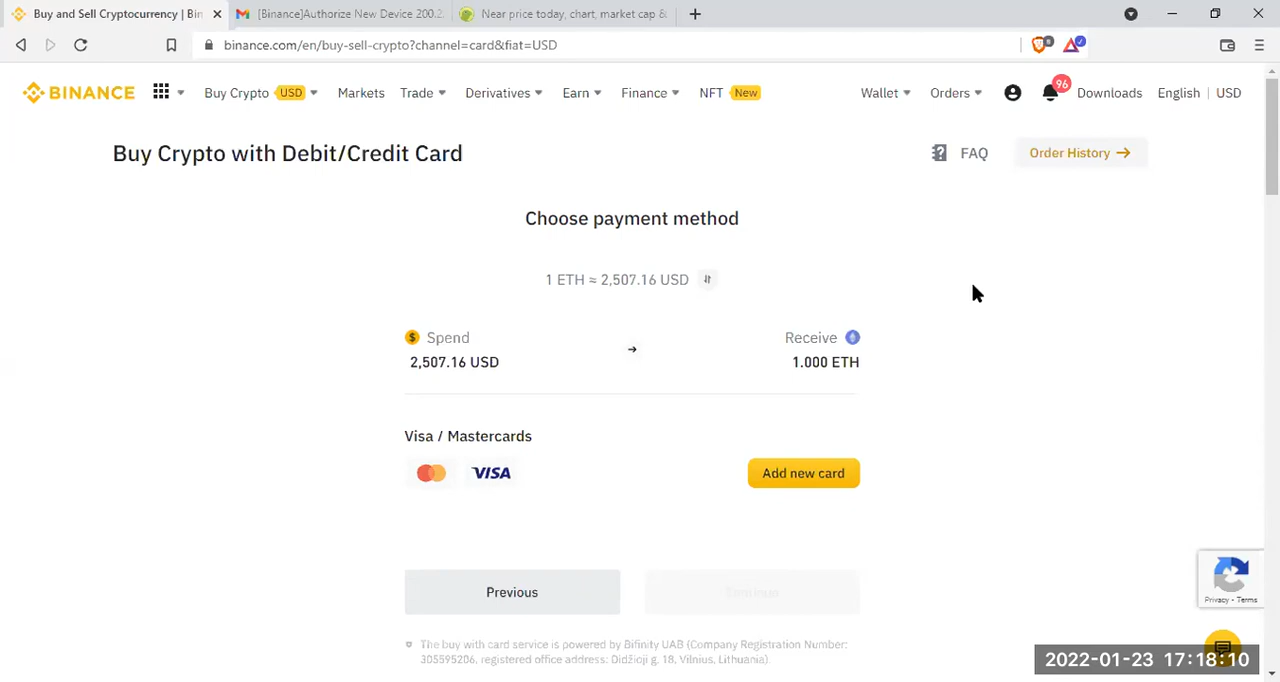 Buy and Sell Cryptocurrency | Bin
[Binance]Authorize New Device 200.2
Near price today, chart, market cap &
binance.com/en/buy-sell-crypto?channel=card&fiat=USD
BINANCE Buy Crypto USD Markets Trade Derivatives Earn Finance NFT New Wallet Orders 96 Downloads English | USD
Buy Crypto with Debit/Credit Card
FAQ
Order History →
Choose payment method
1 ETH ≈ 2,507.16 USD
Spend → Receive
2,507.16 USD 1.000 ETH
Visa / Mastercards
VISA
Add new card
Previous
Continue
The buy with card service is powered by Bifinity UAB (Company Registration Number:
305595206, registered office address: Didžioji g. 18, Vilnius, Lithuania).
Privacy - Terms
2022-01-23 17:18:10